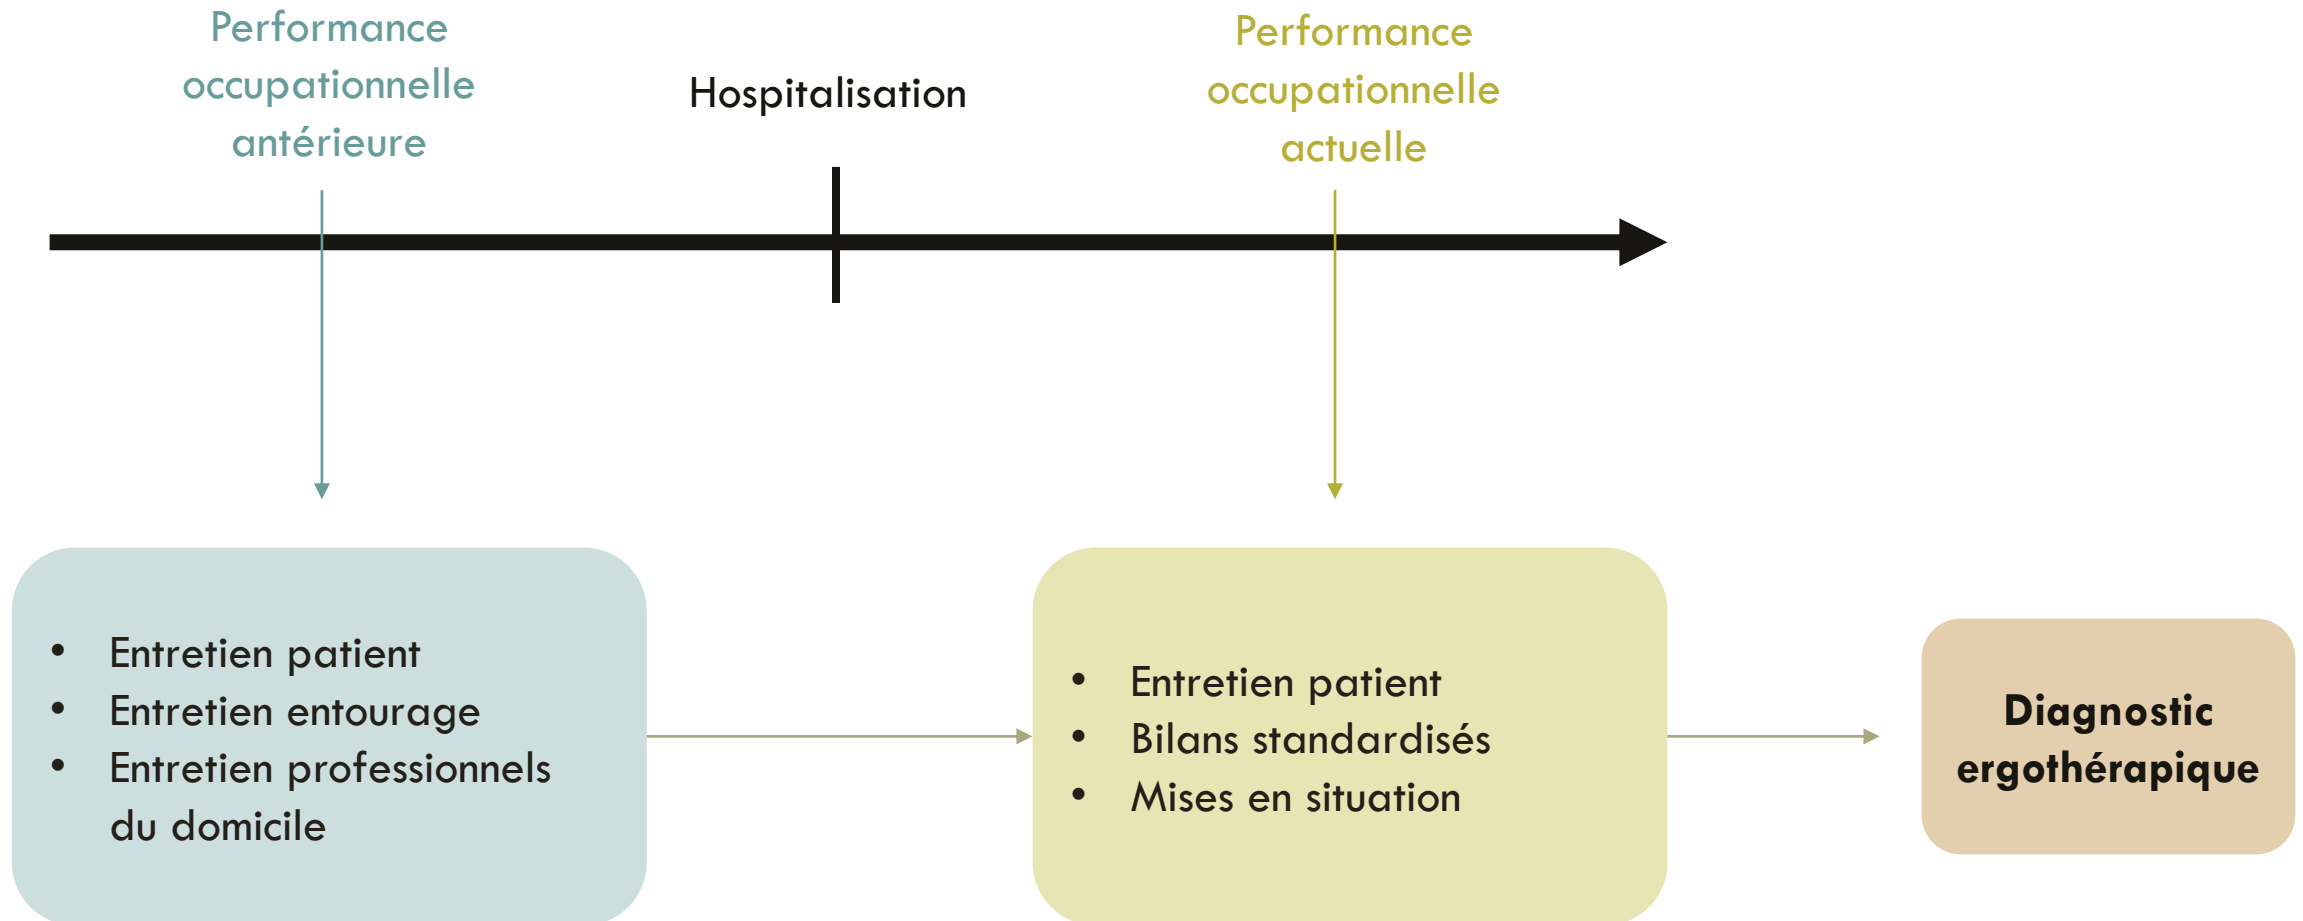 Performance
occupationnelle
antérieure
Hospitalisation
Performance
occupationnelle
actuelle
• Entretien patient
• Entretien entourage
• Entretien professionnels
du domicile
• Entretien patient
• Bilans standardisés
• Mises en situation
Diagnostic
ergothérapique